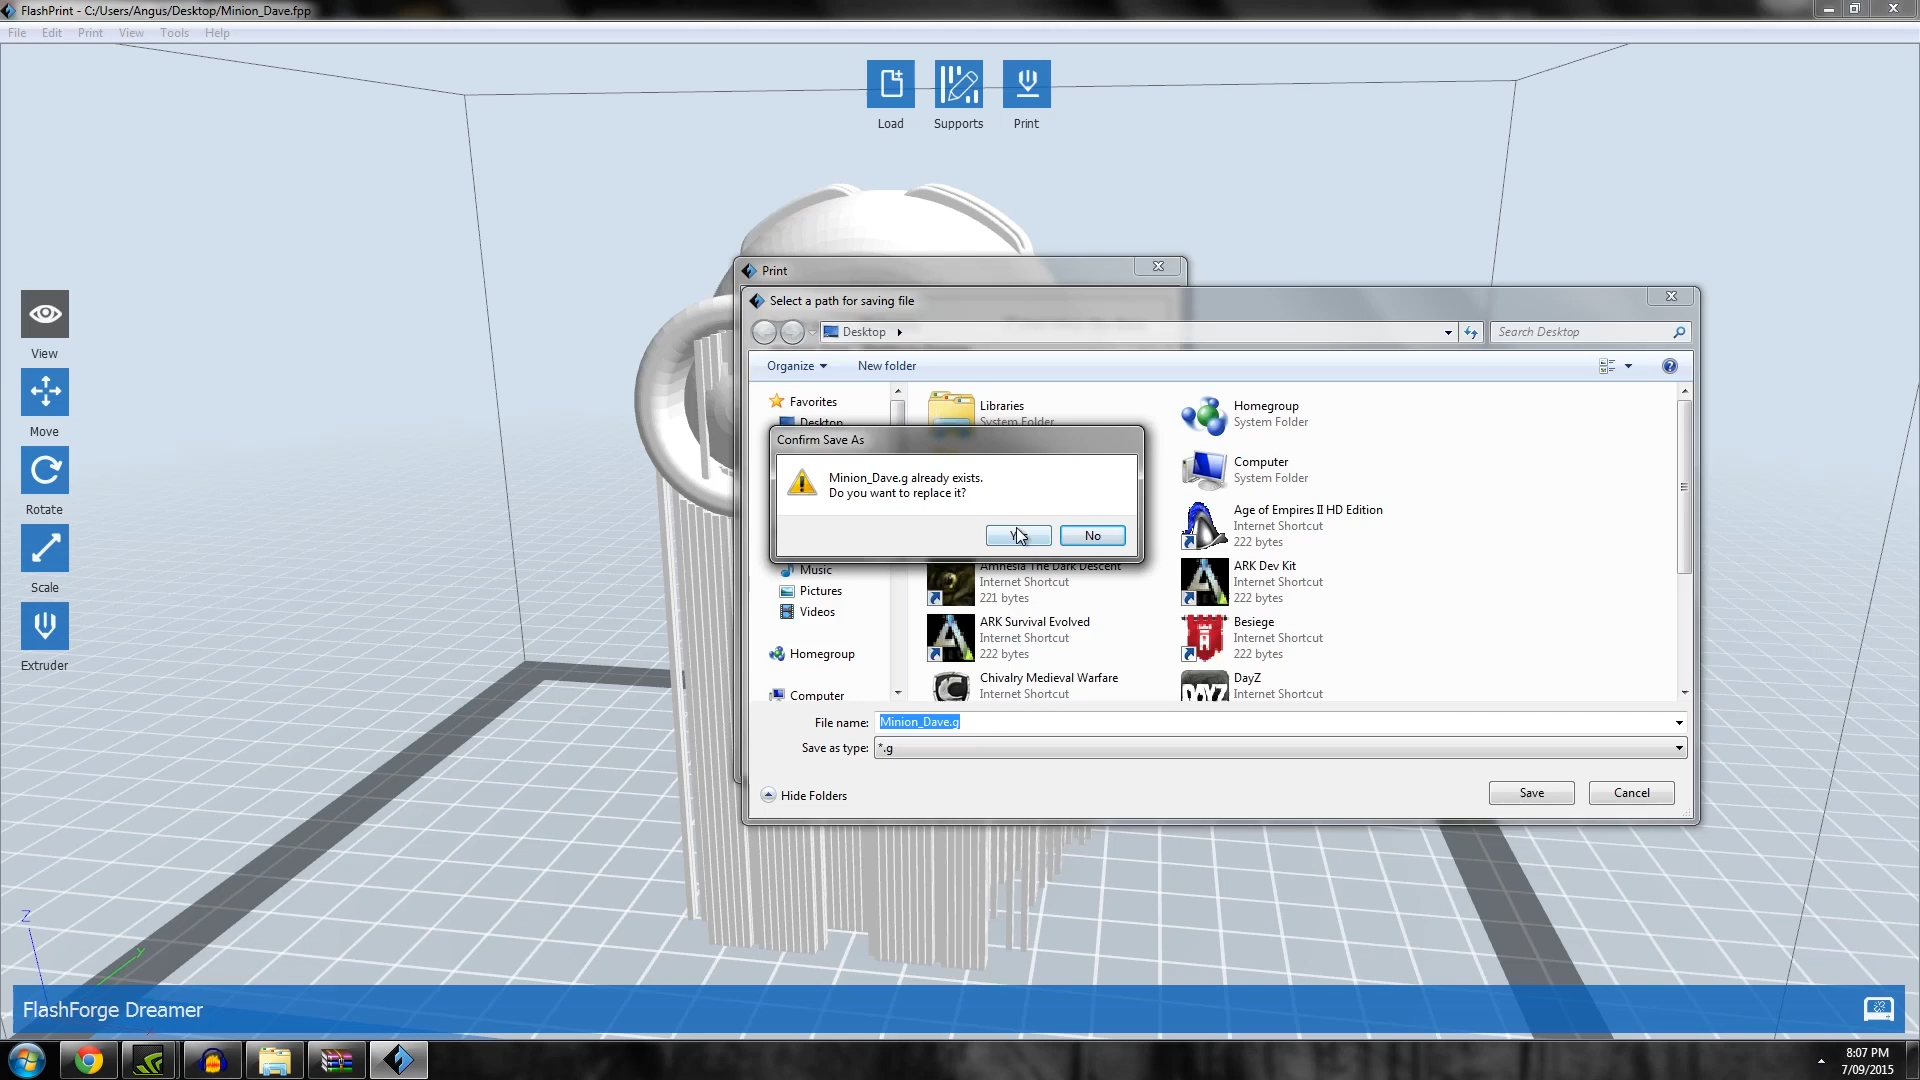 FlashPrint - C:/Users/Angus/Desktop/Minion_Dave.fpp
File Edit Print View Tools Help
Load
Supports
Print
View
Move
Rotate
Scale
Extruder
Print
Select a path for saving file
Desktop
Search Desktop
Organize
New folder
Favorites
Desktop
Libraries
System Folder
Homegroup
System Folder
Confirm Save As
Minion_Dave.g already exists.
Do you want to replace it?
No
Computer
System Folder
Age of Empires II HD Edition
Internet Shortcut
222 bytes
Music
Pictures
Videos
Homegroup
Computer
Amnesia The Dark Descent
Internet Shortcut
221 bytes
ARK Dev Kit
Internet Shortcut
222 bytes
ARK Survival Evolved
Internet Shortcut
222 bytes
Besiege
Internet Shortcut
222 bytes
Chivalry Medieval Warfare
Internet Shortcut
DayZ
Internet Shortcut
File name: Minion_Dave.g
Save as type: *.g
Hide Folders
Save
Cancel
Z
Y
FlashForge Dreamer
8:07 PM
7/09/2015